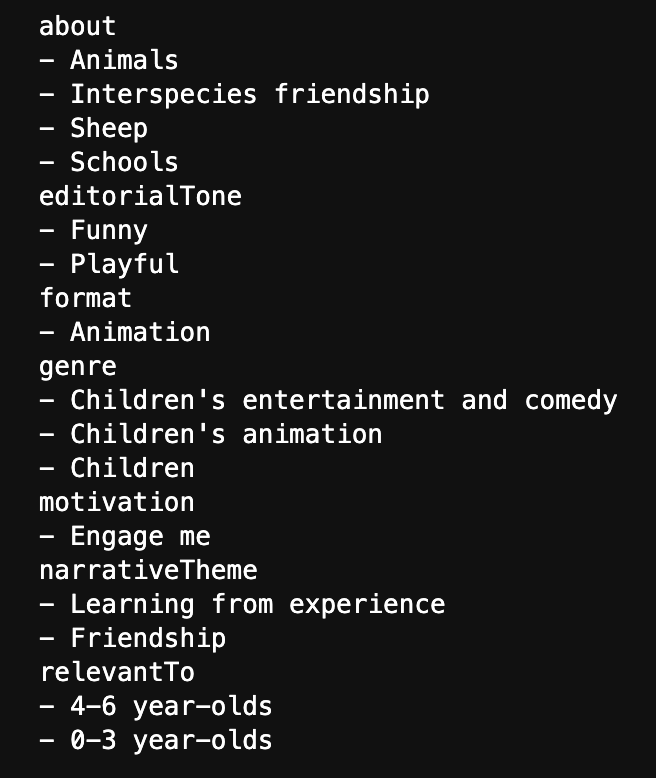 about
– Animals
– Interspecies friendship
– Sheep
– Schools
editorialTone
– Funny
– Playful
format
– Animation
genre
– Children's entertainment and comedy
– Children's animation
– Children
motivation
– Engage me
narrativeTheme
– Learning from experience
– Friendship
relevantTo
– 4–6 year–olds
– 0–3 year–olds